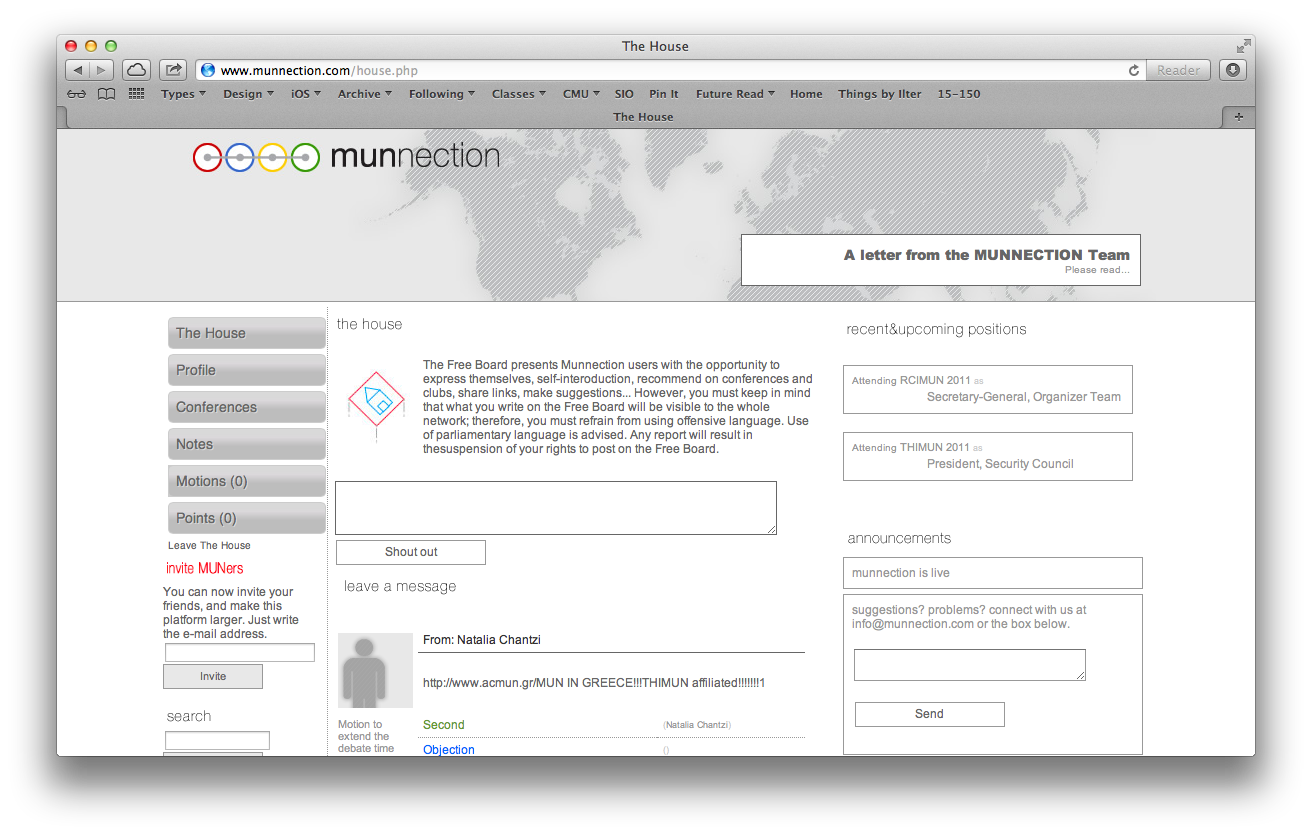 The House
www.munnection.com/house.php
Reader
Types Design iOS Archive Following Classes CMU SIO Pin It Future Read Home Things by Ilter 15-150
The House
munnection
A letter from the MUNNECTION Team
Please read...
The House
Profile
Conferences
Notes
Motions (0)
Points (0)
Leave The House
invite MUNers
You can now invite your
friends, and make this
platform larger. Just write
the e-mail address.
Invite
search
the house
The Free Board presents Munnection users with the opportunity to
express themselves, self-interoduction, recommend on conferences and
clubs, share links, make suggestions... However, you must keep in mind
that what you write on the Free Board will be visible to the whole
network; therefore, you must refrain from using offensive language. Use
of parliamentary language is advised. Any report will result in
thesuspension of your rights to post on the Free Board.
Shout out
leave a message
From: Natalia Chantzi
http://www.acmun.gr/MUN IN GREECE!!!THIMUN affiliated!!!!!!!1
Motion to
extend the
debate time
Second (Natalia Chantzi)
Objection ()
recent&upcoming positions
Attending RCIMUN 2011 as
Secretary-General, Organizer Team
Attending THIMUN 2011 as
President, Security Council
announcements
munnection is live
suggestions? problems? connect with us at
info@munnection.com or the box below.
Send